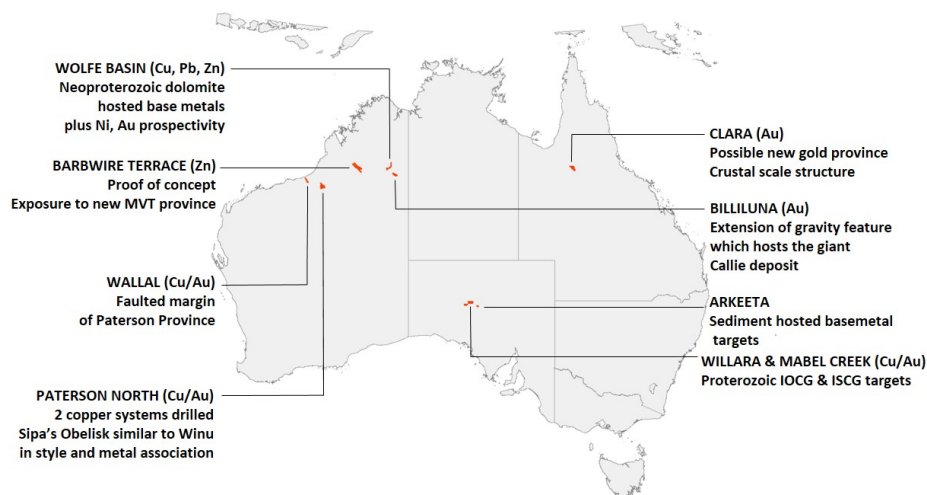 WOLFE BASIN (Cu, Pb, Zn)
Neoproterozoic dolomite
hosted base metals
plus Ni, Au prospectivity
BARBWIRE TERRACE (Zn)
Proof of concept
Exposure to new MVT province
WALLAL (Cu/Au)
Faulted margin
of Paterson Province
PATERSON NORTH (Cu/Au)
2 copper systems drilled
Sipa's Obelisk similar to Winu
in style and metal association
CLARA (Au)
Possible new gold province
Crustal scale structure
BILLILUNA (Au)
Extension of gravity feature
which hosts the giant
Callie deposit
ARKEETA
Sediment hosted basemetal
targets
WILLARA & MABEL CREEK (Cu/Au)
Proterozoic IOCG & ISCG targets